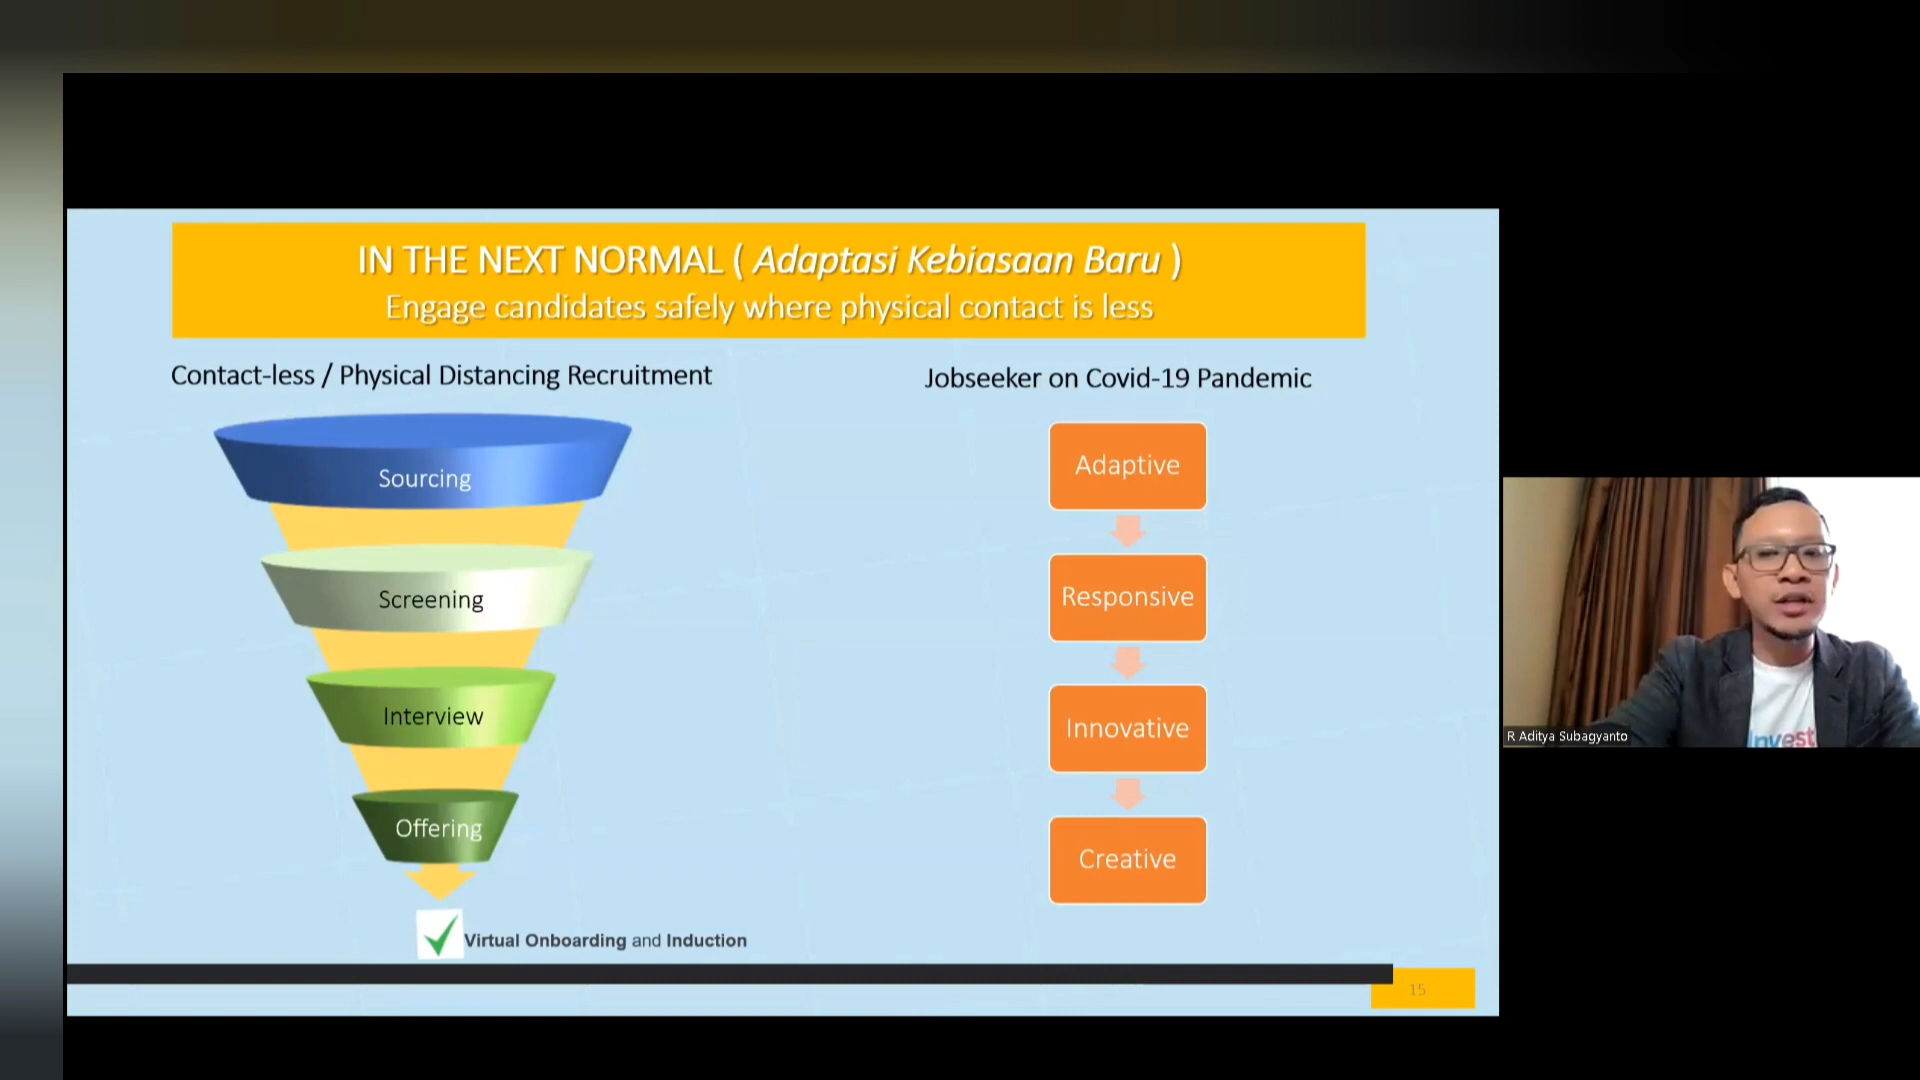 IN THE NEXT NORMAL ( Adaptasi Kebiasaan Baru )
Engage candidates safely where physical contact is less
Contact-less / Physical Distancing Recruitment
Sourcing
Screening
Interview
Offering
Virtual Onboarding and Induction
Jobseeker on Covid-19 Pandemic
Adaptive
Responsive
Innovative
Creative
15
Invest
R Aditya Subagyanto